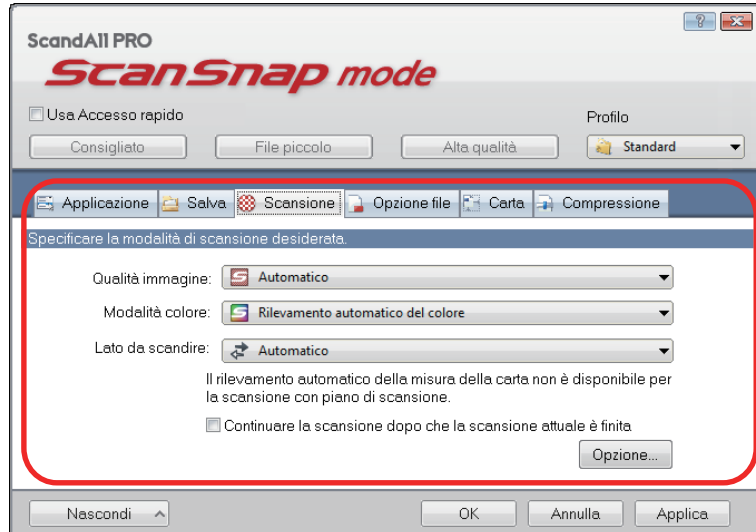 ScandAll PRO
ScanSnap mode
Usa Accesso rapido
Profilo
Consigliato File piccolo Alta qualità Standard
Applicazione Salva Scansione Opzione file Carta Compressione
Specificare la modalità di scansione desiderata.
Qualità immagine: Automatico
Modalità colore: Rilevamento automatico del colore
Lato da scandire: Automatico
Il rilevamento automatico della misura della carta non è disponibile per
la scansione con piano di scansione.
Continuare la scansione dopo che la scansione attuale è finita
Opzione...
Nascondi OK Annulla Applica